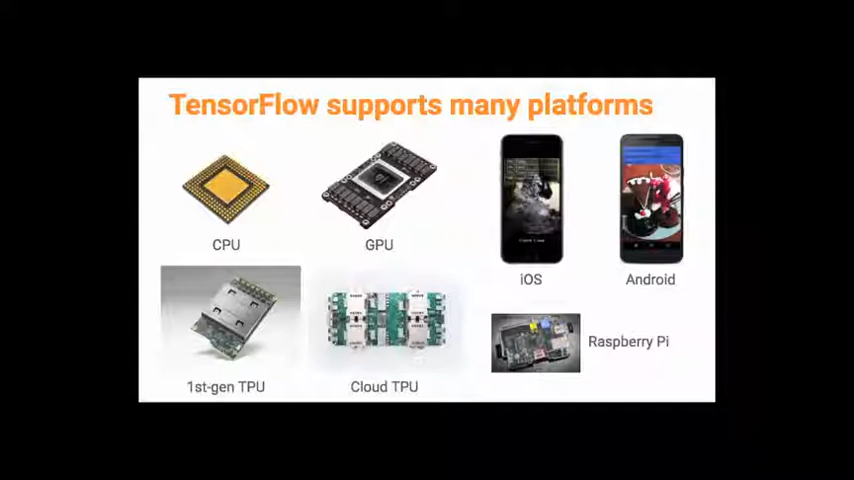 TensorFlow supports many platforms
CPU
GPU
iOS
Android
1st-gen TPU
Cloud TPU
Raspberry Pi